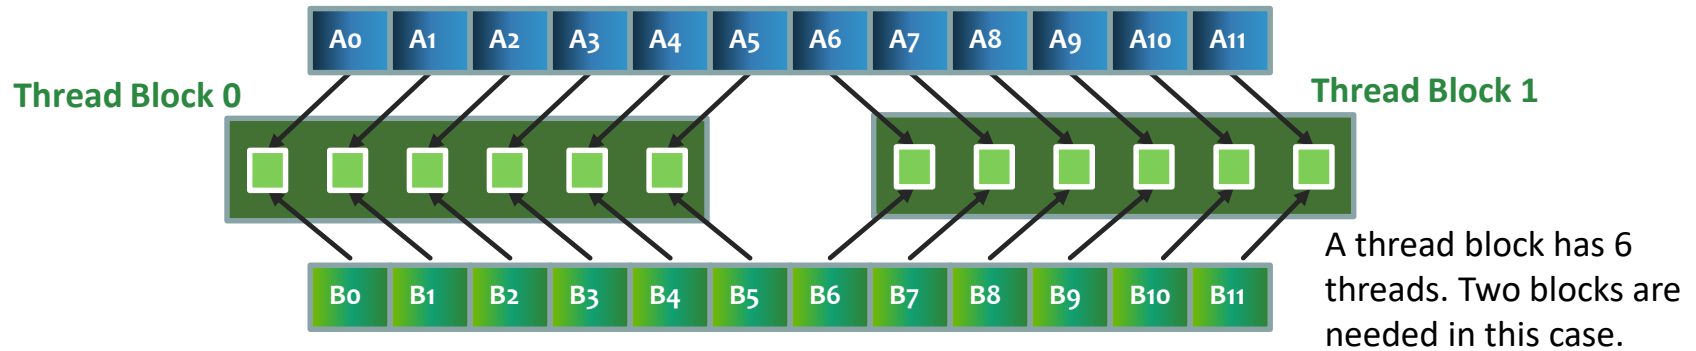 A0 A1 A2 A3 A4 A5 A6 A7 A8 A9 A10 A11
Thread Block 0
Thread Block 1
B0 B1 B2 B3 B4 B5 B6 B7 B8 B9 B10 B11
A thread block has 6
threads. Two blocks are
needed in this case.